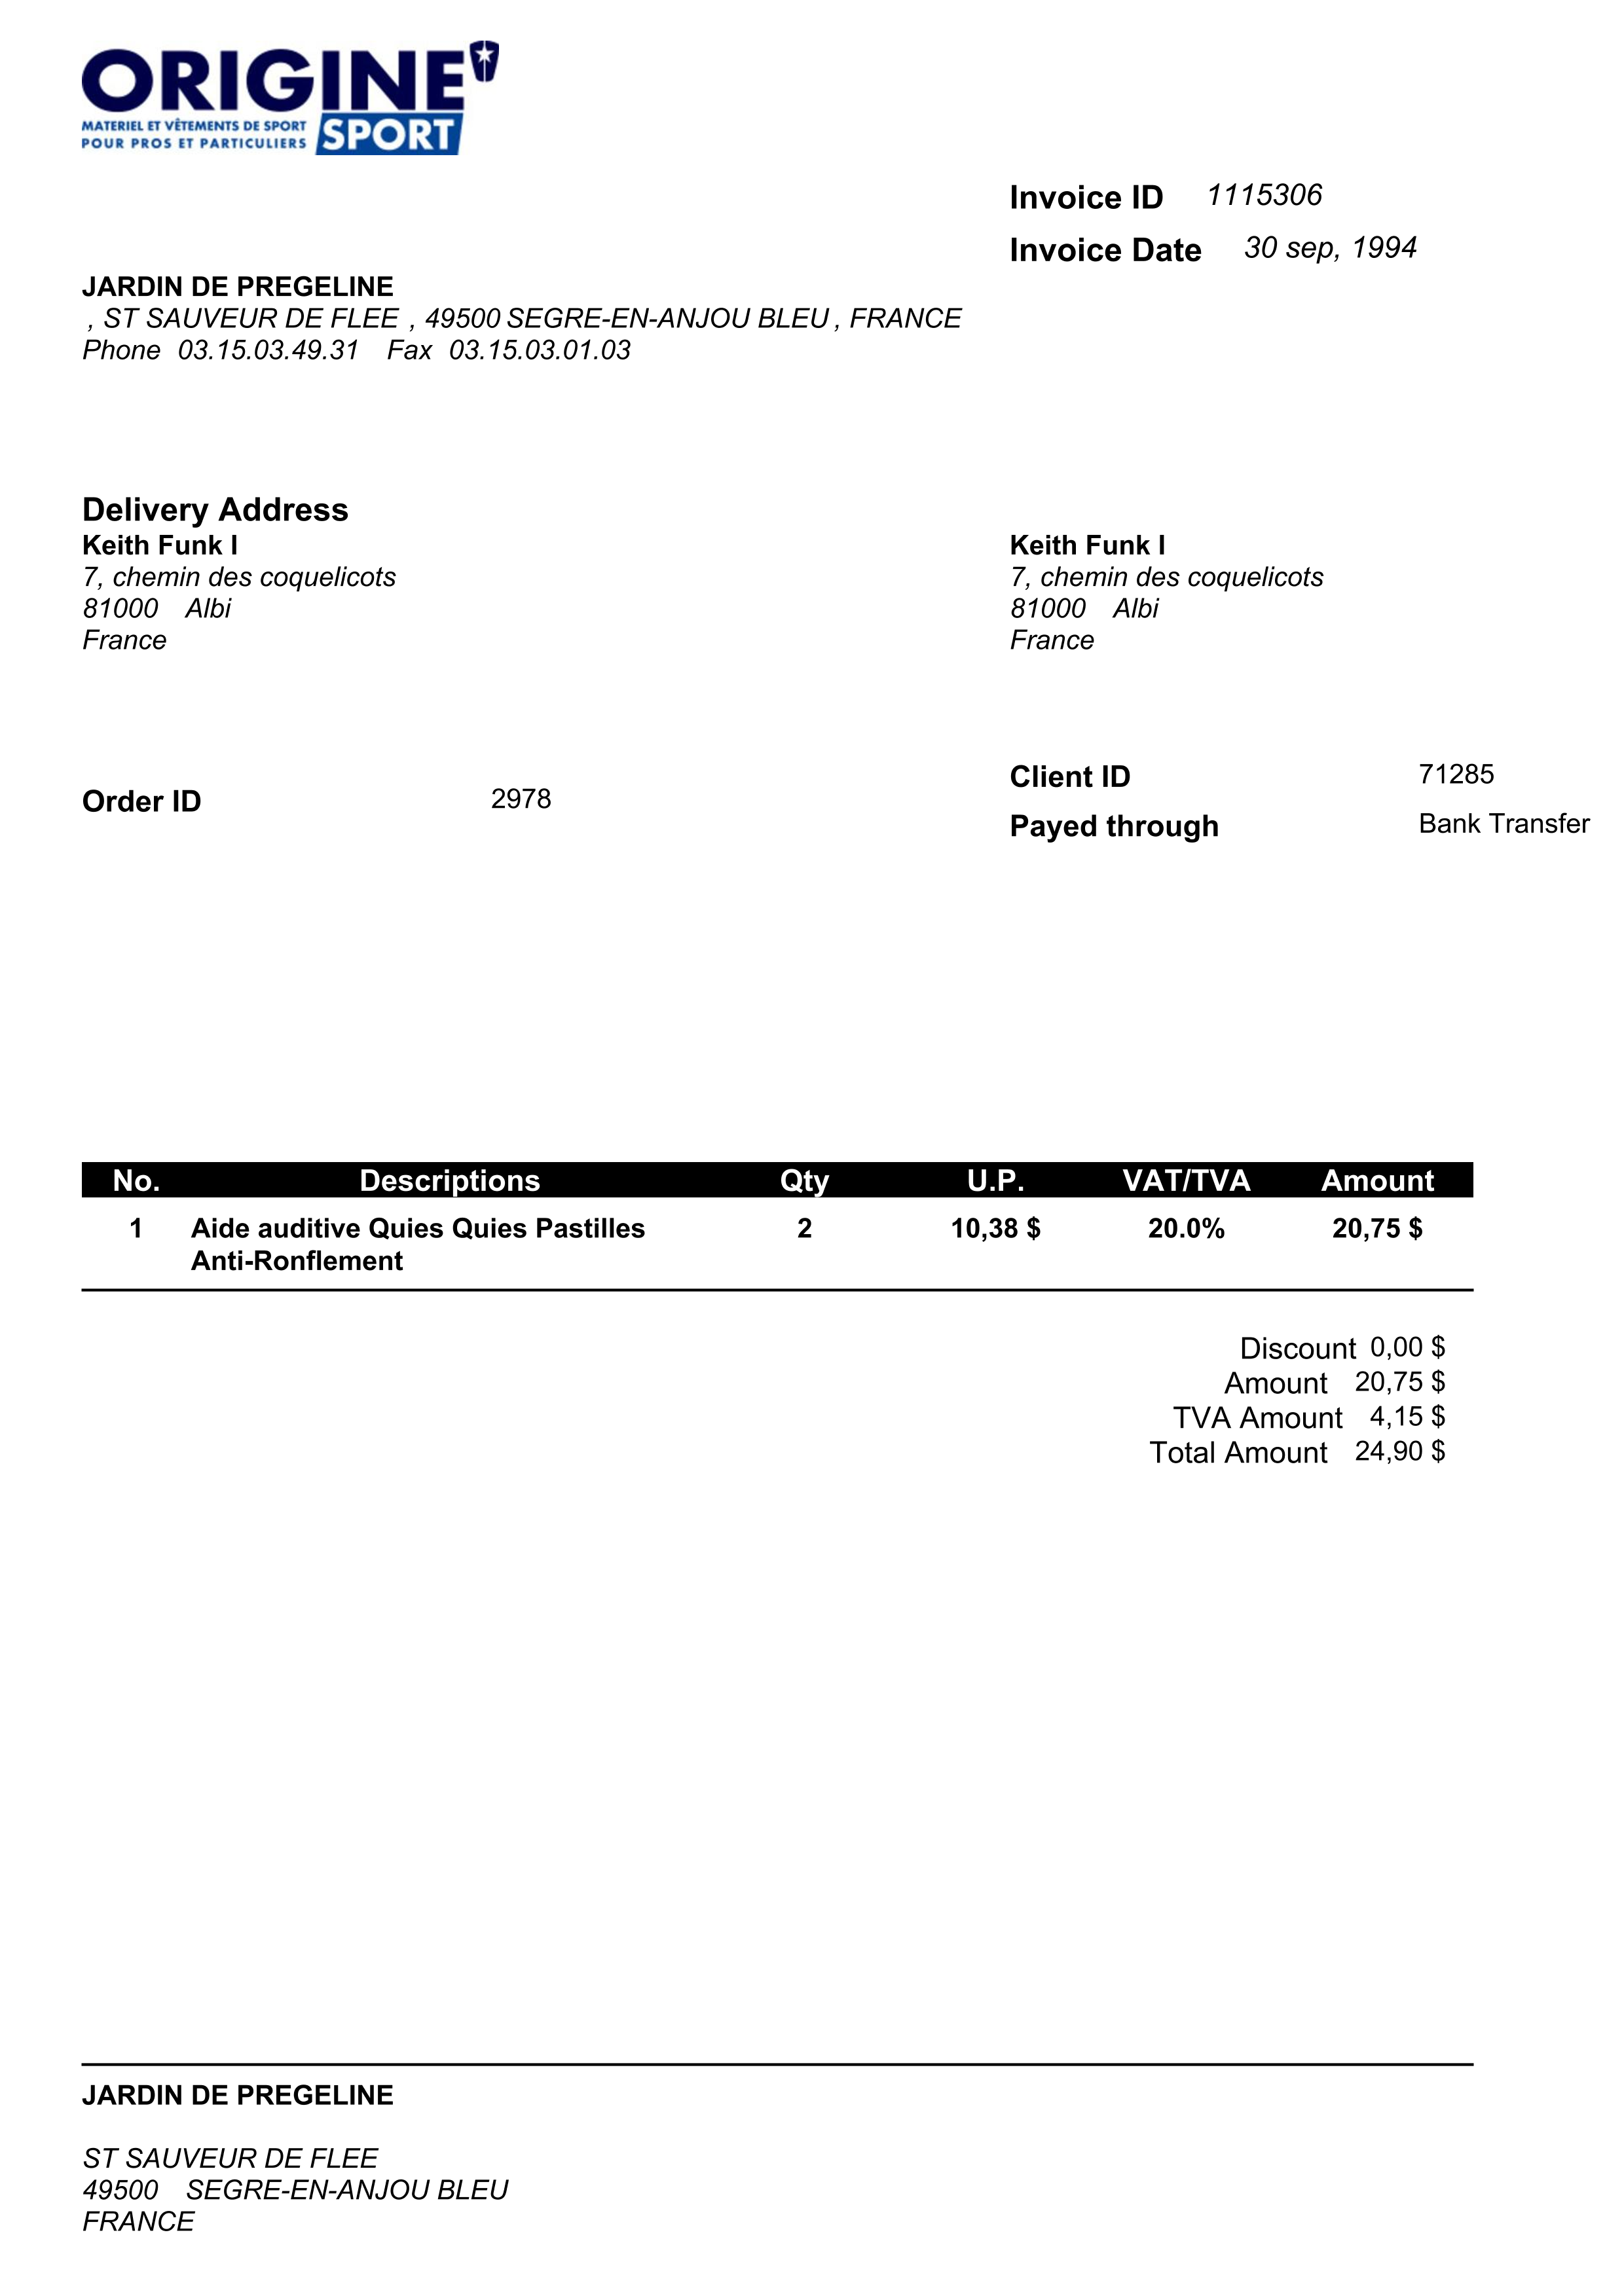 ORIGINE
MATERIEL ET VÊTEMENTS DE SPORT
POUR PROS ET PARTICULIERS
SPORT
Invoice ID 1115306
Invoice Date 30 sep, 1994
JARDIN DE PREGELINE
, ST SAUVEUR DE FLEE , 49500 SEGRE-EN-ANJOU BLEU , FRANCE
Phone 03.15.03.49.31 Fax 03.15.03.01.03
Delivery Address
Keith Funk I
7, chemin des coquelicots
81000 Albi
France
Keith Funk I
7, chemin des coquelicots
81000 Albi
France
Order ID 2978
Client ID 71285
Payed through Bank Transfer
No. Descriptions Qty U.P. VAT/TVA Amount
1 Aide auditive Quies Quies Pastilles 2 10,38 $ 20.0% 20,75 $
Anti-Ronflement
Discount 0,00 $
Amount 20,75 $
TVA Amount 4,15 $
Total Amount 24,90 $
JARDIN DE PREGELINE
ST SAUVEUR DE FLEE
49500 SEGRE-EN-ANJOU BLEU
FRANCE